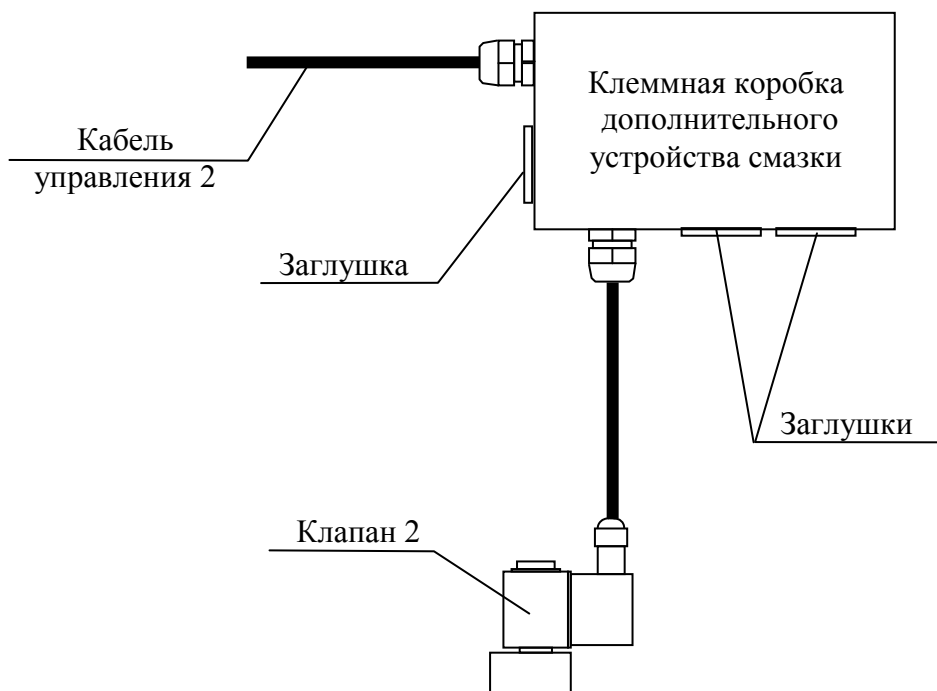 Клеммная коробка
дополнительного
устройства смазки
Кабель
управления 2
Заглушка
Заглушки
Клапан 2